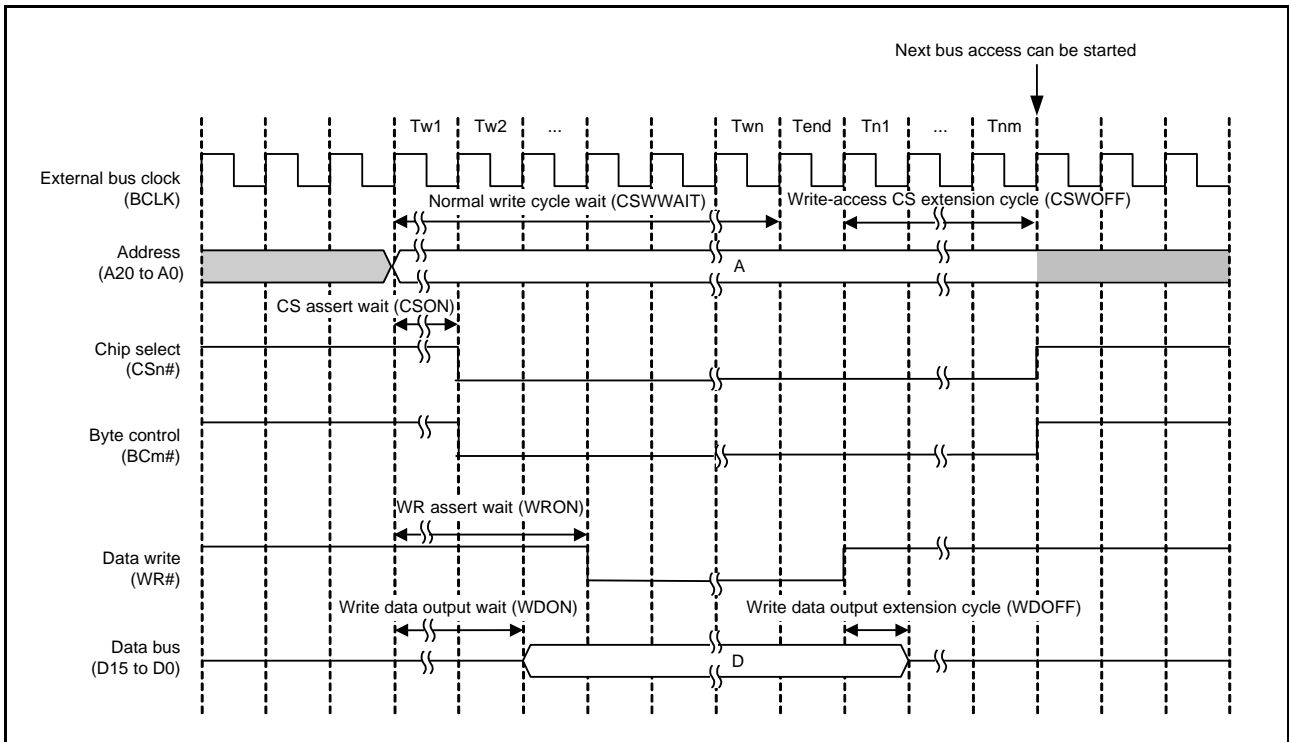 Next bus access can be started
Tw1 Tw2 ... Twn Tend Tn1 ... Tnm
External bus clock
(BCLK)
Normal write cycle wait (CSWWAIT)
Write-access CS extension cycle (CSWOFF)
Address
(A20 to A0)
A
CS assert wait (CSON)
Chip select
(CSn#)
Byte control
(BCm#)
WR assert wait (WRON)
Data write
(WR#)
Write data output wait (WDON)
Write data output extension cycle (WDOFF)
Data bus
(D15 to D0)
D